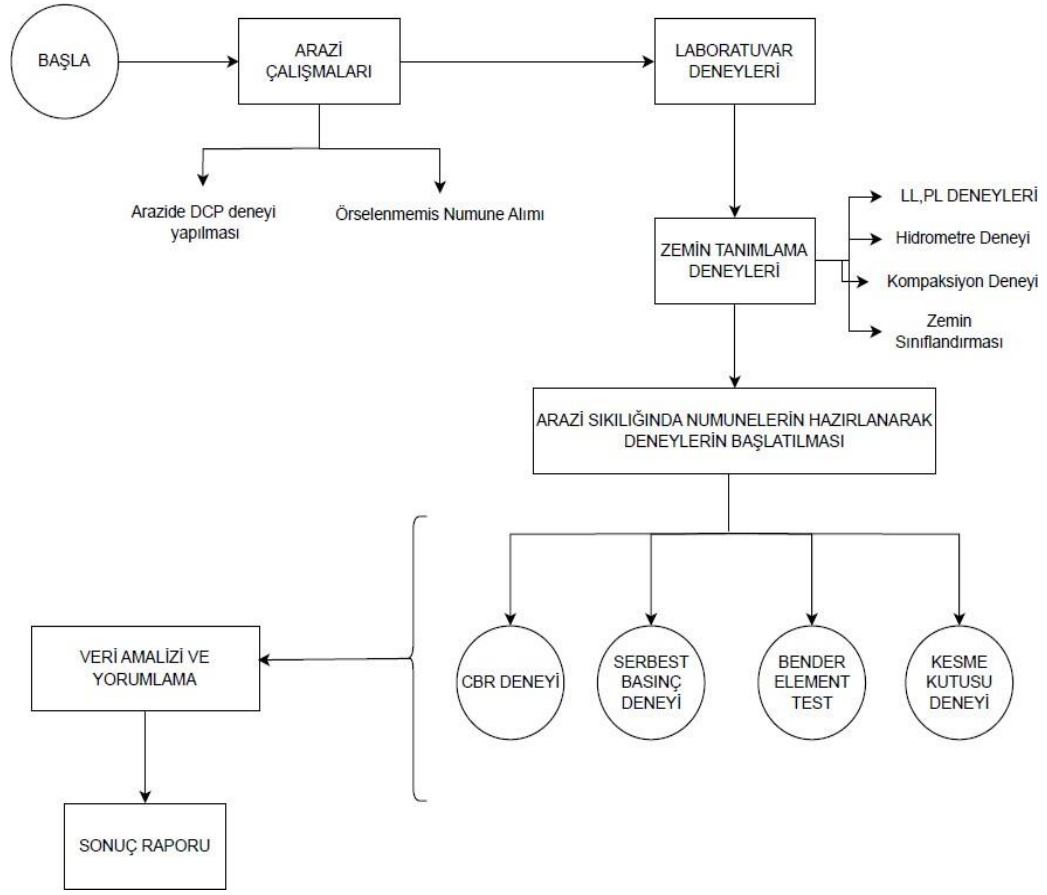 BAŞLA
ARAZİ
ÇALIŞMALARI
LABORATUVAR
DENEYLERİ
Arazide DCP deneyi
yapılması
Örselenmemis Numune Alımı
ZEMİN TANIMLAMA
DENEYLERİ
LL,PL DENEYLERİ
Hidrometre Deneyi
Kompaksiyon Deneyi
Zemin
Sınıflandırması
ARAZİ SIKILIĞINDA NUMUNELERİN HAZIRLANARAK
DENEYLERİN BAŞLATILMASI
CBR DENEYİ
SERBEST
BASINÇ
DENEYİ
BENDER
ELEMENT
TEST
KESME
KUTUSU
DENEYİ
VERİ AMALİZİ VE
YORUMLAMA
SONUÇ RAPORU